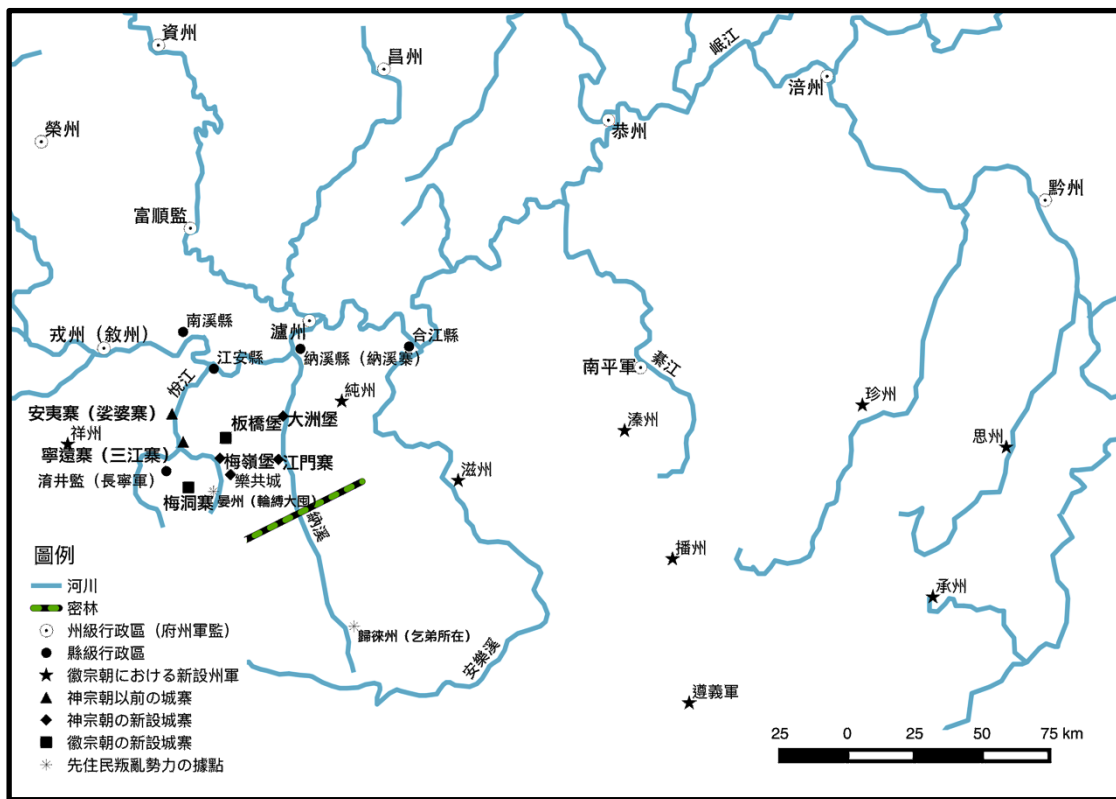 資州
昌州
岷江
涪州
榮州
恭州
黔州
富順監
南溪縣
戎州（敘州）
瀘州
合江縣
江安縣
納溪縣（納溪寨）
南平軍
綦江
悅江
純州
珍州
安夷寨（娑婆寨）
板橋堡
大洲堡
祥州
溱州
思州
寧遠寨（三江寨）
梅嶺堡
江門寨
淯井監（長寧軍）
樂共城
滋州
梅洞寨
晏州（輪縛大囤）
納溪
圖例
播州
河川
密林
承州
州級行政區（府州軍監）
歸徠州（乞弟所在）
縣級行政區
安樂溪
徽宗朝における新設州軍
遵義軍
神宗朝以前の城寨
神宗朝の新設城寨
25 0 25 50 75 km
徽宗朝の新設城寨
先住民叛亂勢力の據點